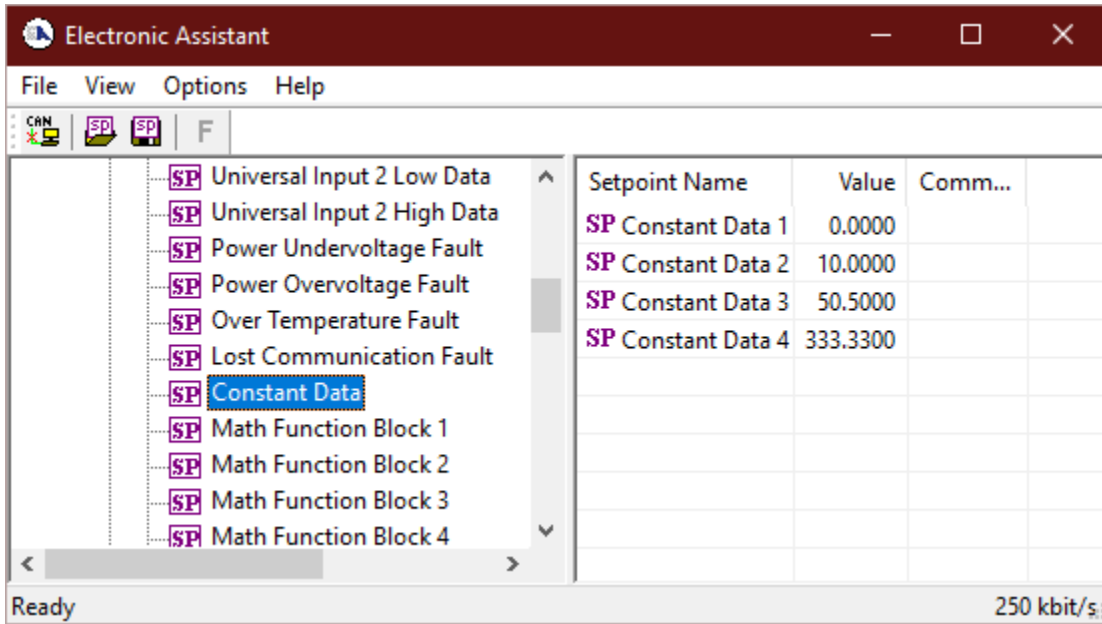 Electronic Assistant
File View Options Help
CAN SP SP F
SP Universal Input 2 Low Data
SP Universal Input 2 High Data
SP Power Undervoltage Fault
SP Power Overvoltage Fault
SP Over Temperature Fault
SP Lost Communication Fault
SP Constant Data
SP Math Function Block 1
SP Math Function Block 2
SP Math Function Block 3
SP Math Function Block 4
Setpoint Name Value Comm...
SP Constant Data 1 0.0000
SP Constant Data 2 10.0000
SP Constant Data 3 50.5000
SP Constant Data 4 333.3300
Ready 250 kbit/s